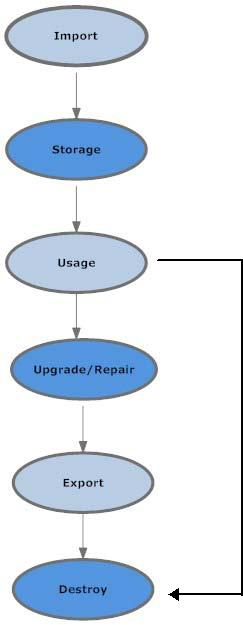 Import
Storage
Usage
Upgrade/Repair
Export
Destroy